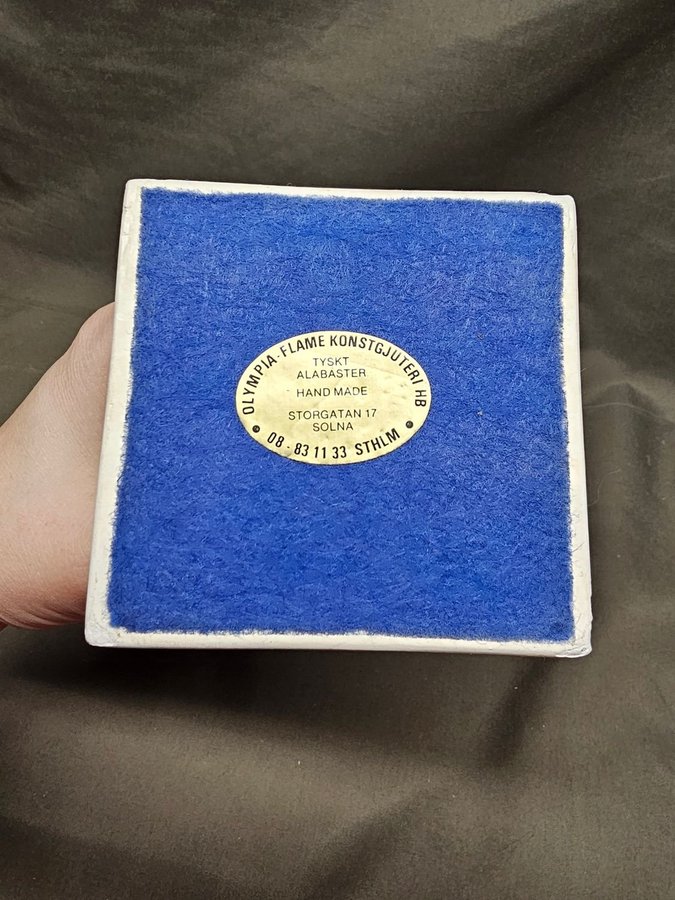 OLYMPIA-FLAME KONSTGJUTERI HB
TYSKT
ALABASTER
HAND MADE
STORGATAN 17
SOLNA
• 08 - 83 11 33 STHLM •